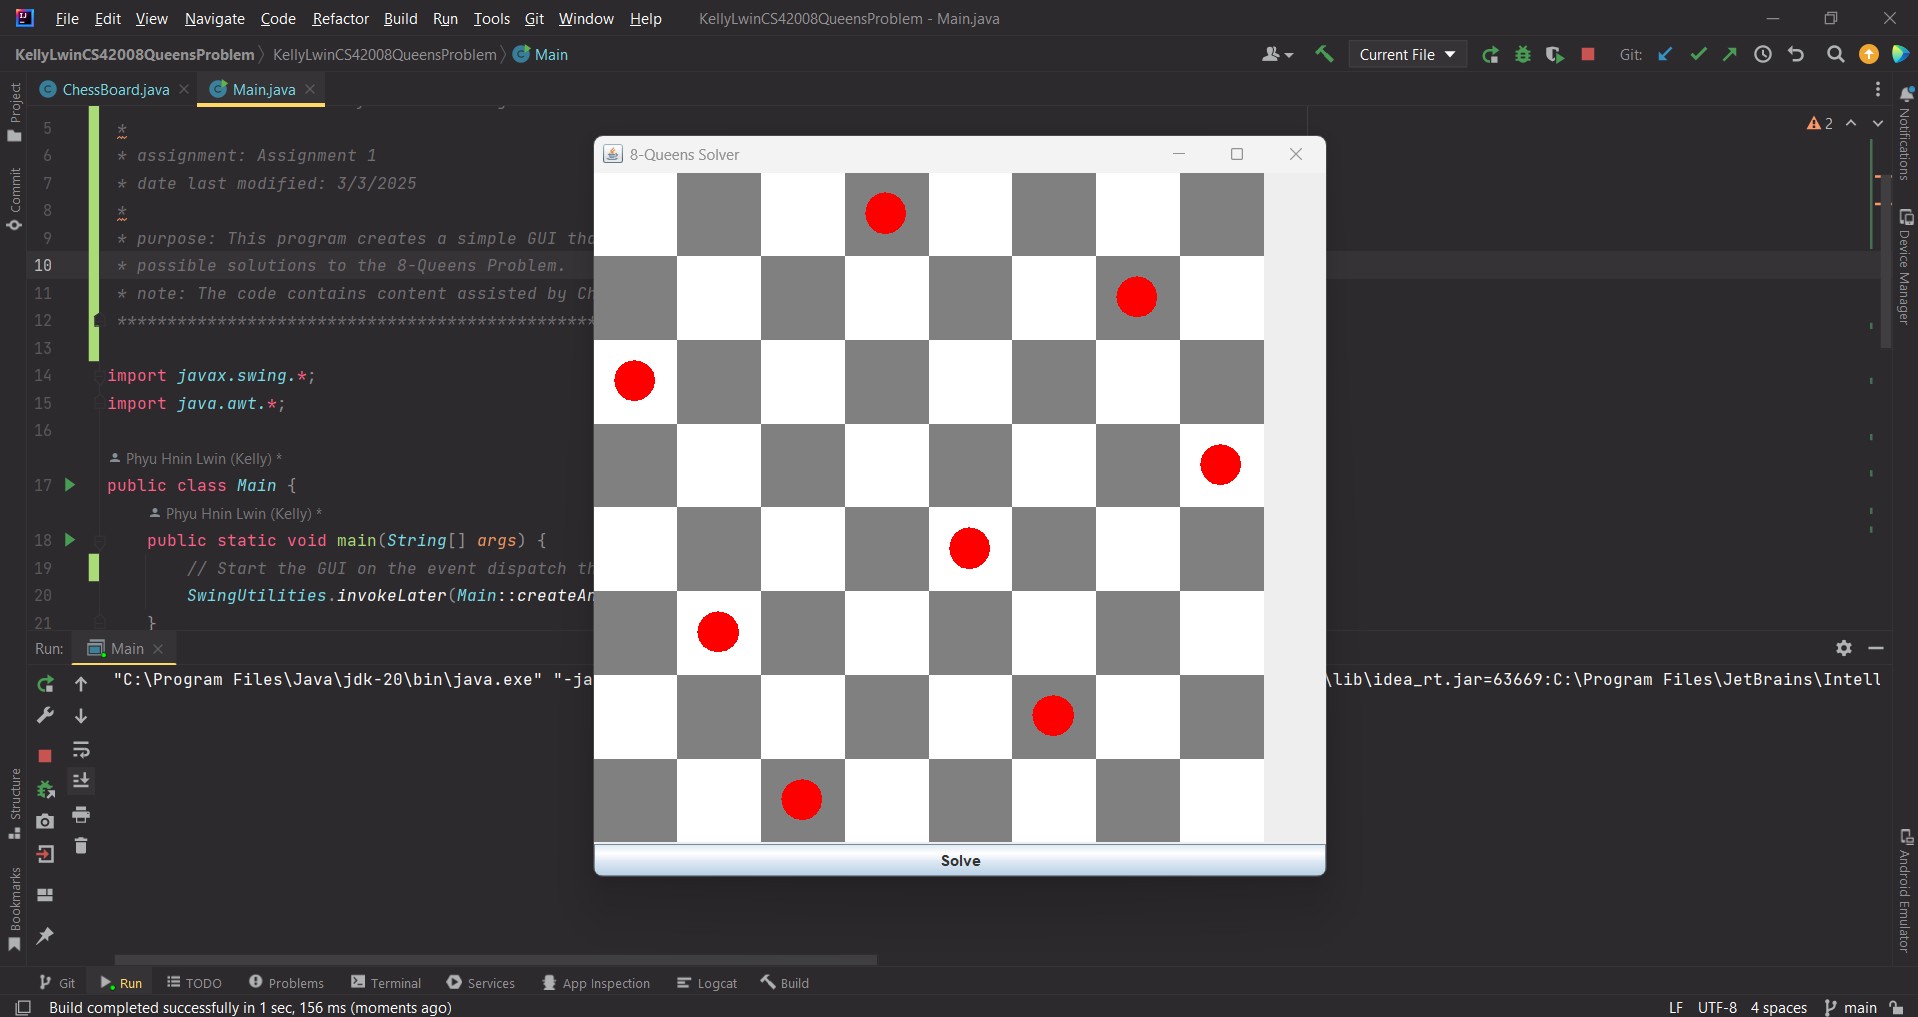 File Edit View Navigate Code Refactor Build Run Tools Git Window Help KellyLwinCS42008QueensProblem - Main.java
KellyLwinCS42008QueensProblem KellyLwinCS42008QueensProblem Main Current File Git:
ChessBoard.java Main.java
Project
Commit
Structure
Bookmarks
5 *
6 * assignment: Assignment 1
7 * date last modified: 3/3/2025
8 *
9 * purpose: This program creates a simple GUI tha
10 * possible solutions to the 8-Queens Problem.
11 * note: The code contains content assisted by Ch
12 ************************************************
13
14 import javax.swing.*;
15 import java.awt.*;
16
Phyu Hnin Lwin (Kelly) *
17 public class Main {
Phyu Hnin Lwin (Kelly) *
18 public static void main(String[] args) {
19 // Start the GUI on the event dispatch th
20 SwingUtilities.invokeLater(Main::createAn
21 }
2
8-Queens Solver
Solve
Notifications
Device Manager
Android Emulator
Run: Main
"C:\Program Files\Java\jdk-20\bin\java.exe" "-ja \lib\idea_rt.jar=63669:C:\Program Files\JetBrains\Intell
Git Run TODO Problems Terminal Services App Inspection Logcat Build
Build completed successfully in 1 sec, 156 ms (moments ago) LF UTF-8 4 spaces main